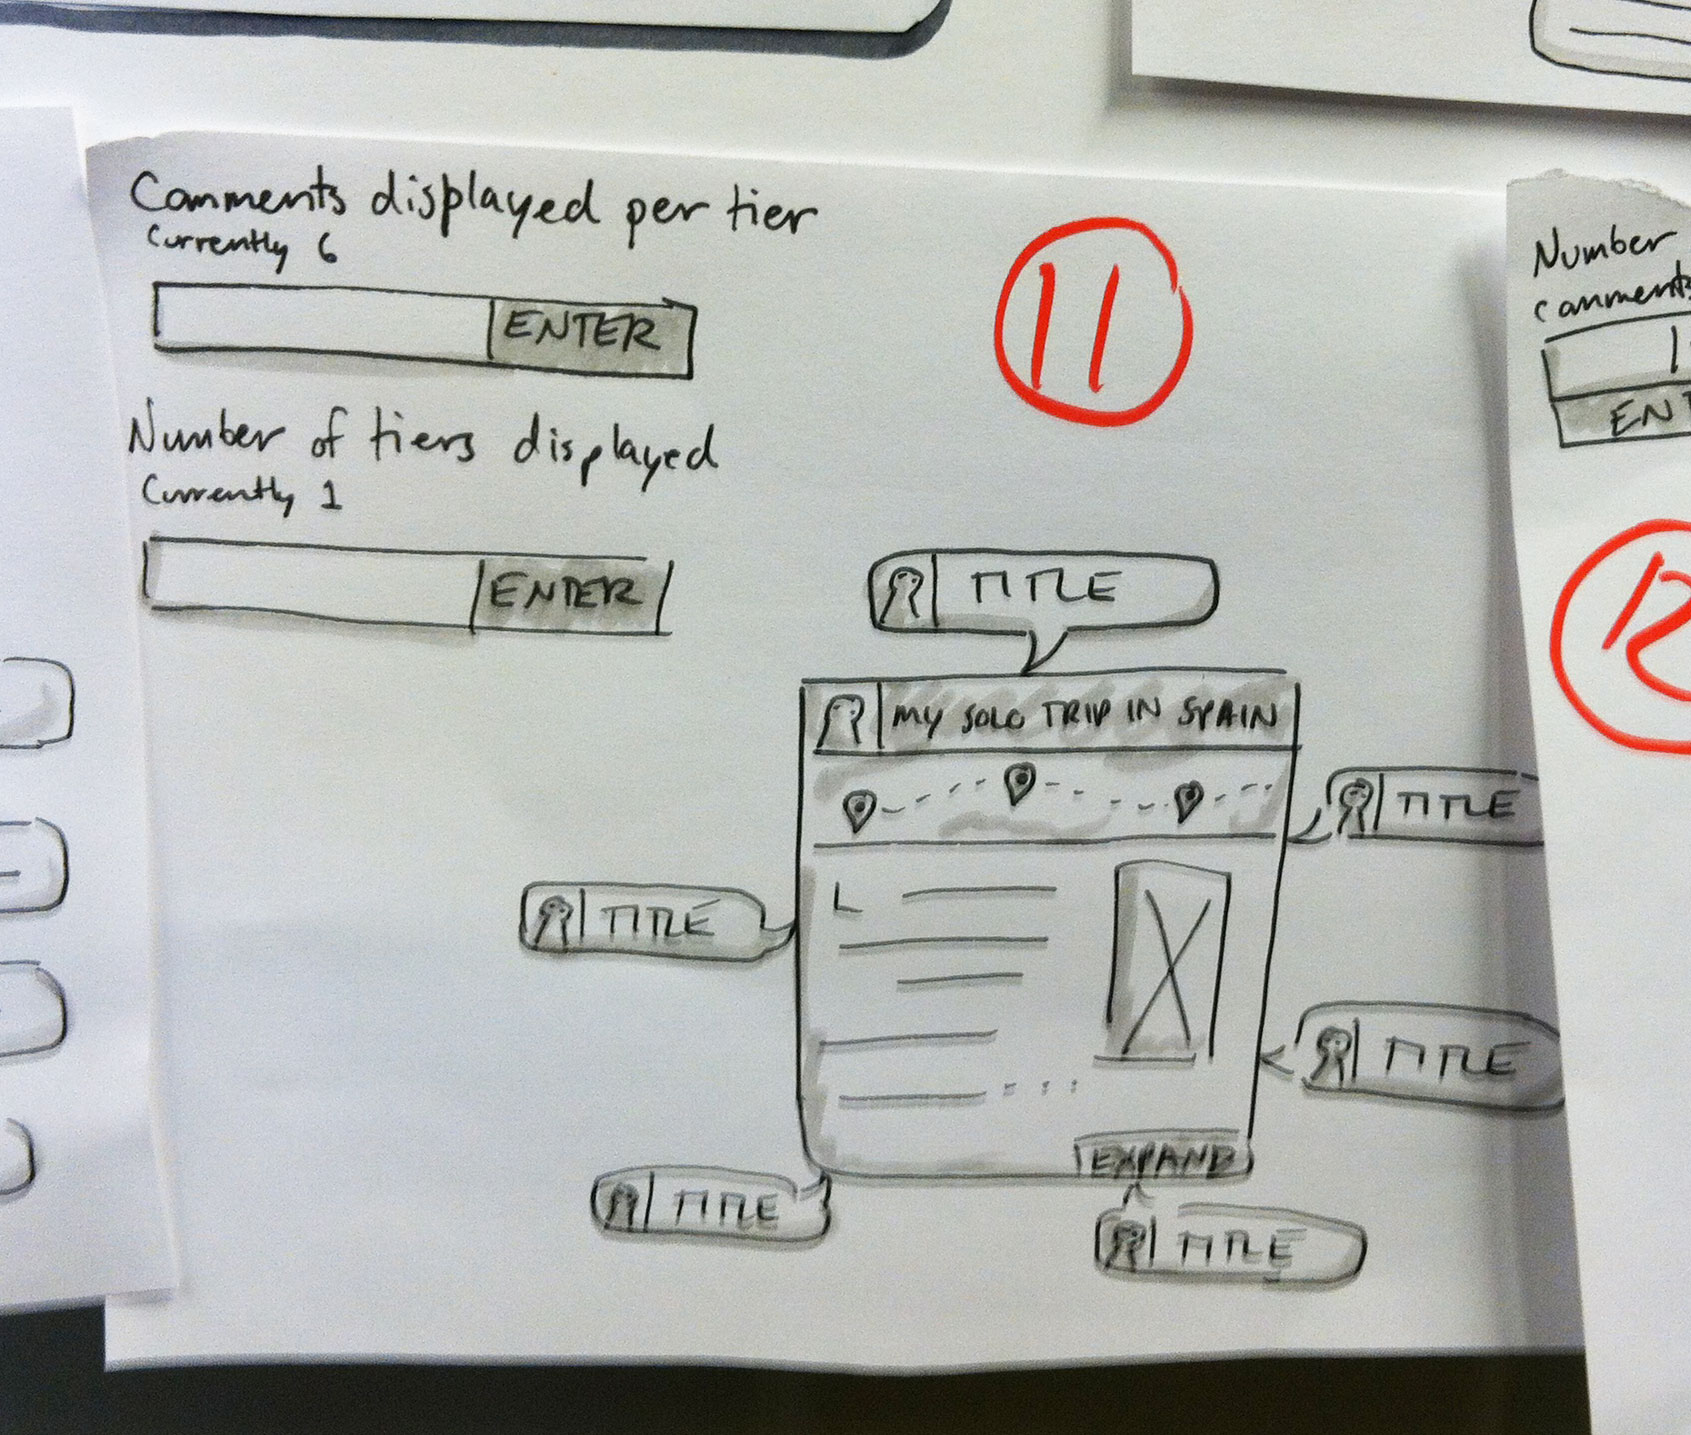 Comments displayed per tier
Currently 6
ENTER
11
Number of tiers displayed
Currently 1
ENTER
TITLE
MY SOLO TRIP IN SPAIN
TITLE
TITLE
TITLE
EXPAND
TITLE
TITLE
Number
comments
12